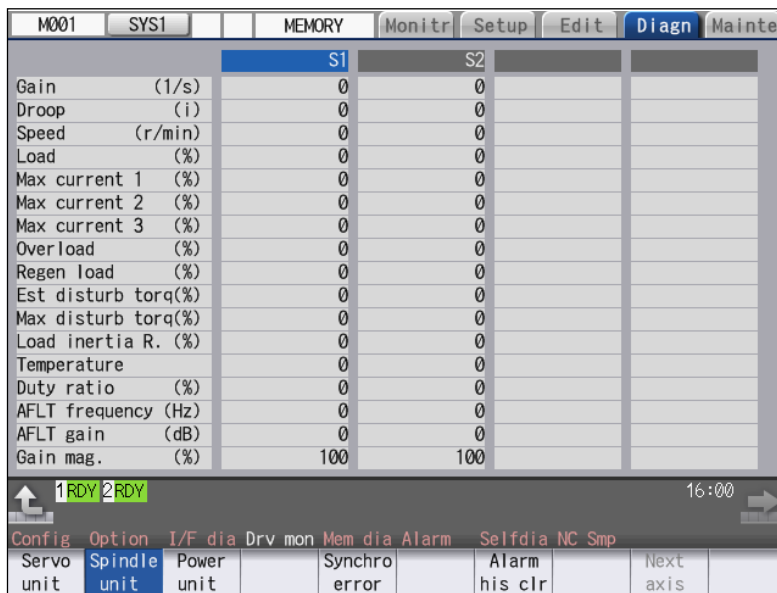 M001 SYS1 MEMORY Monitr Setup Edit Diagn Mainte
S1 S2
Gain (1/s) 0 0
Droop (i) 0 0
Speed (r/min) 0 0
Load (%) 0 0
Max current 1 (%) 0 0
Max current 2 (%) 0 0
Max current 3 (%) 0 0
Overload (%) 0 0
Regen load (%) 0 0
Est disturb torq(%) 0 0
Max disturb torq(%) 0 0
Load inertia R. (%) 0 0
Temperature 0 0
Duty ratio (%) 0 0
AFLT frequency (Hz) 0 0
AFLT gain (dB) 0 0
Gain mag. (%) 100 100
1 RDY 2 RDY 16:00
Config Option I/F dia Drv mon Mem dia Alarm Selfdia NC Smp
Servo Spindle Power Synchro Alarm Next
unit unit unit error his clr axis